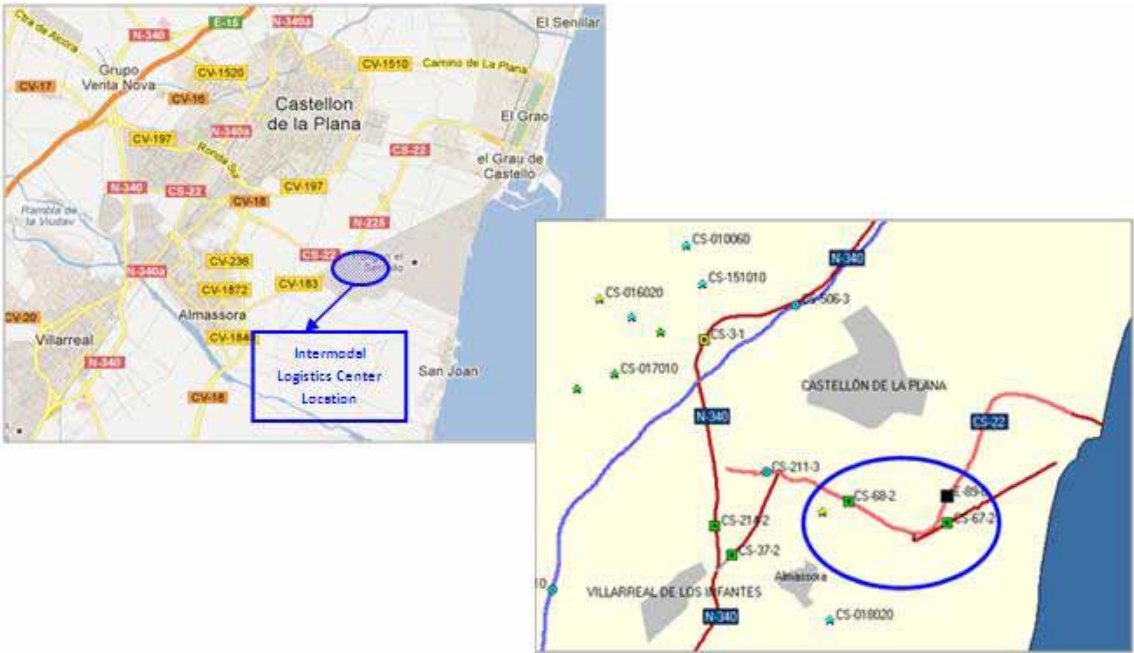 Ctra de Alcora
N-340
E-15
N-340a
El Senillar
Grupo
Venta Nova
CV-17
CV-1520
CV-16
CV-1510
Camino de La Plana
Castellon
de la Plana
El Grao
N-340a
CV-197
Ronda Sur
CS-22
el Grau de
Castelló
N-340
CS-22
CV-197
CV-18
Rambla de
la Viudav
N-225
CV-236
CS-22
N-340a
CV-1872
CV-183
CV-20
Almassora
Villarreal
CV-184
N-340
San Joan
CV-18
Intermodal
Logistics Center
Location
CS-010060
N-340
CS-151010
CS-016020
506-3
CS-3-1
CS-017010
CASTELLÓN DE LA PLANA
N-340
CS-22
CS-211-3
CS-68-2
E-89-
CS-67-2
CS-214-2
CS-37-2
Almassora
VILLARREAL DE LOS INFANTES
N-340
CS-018020